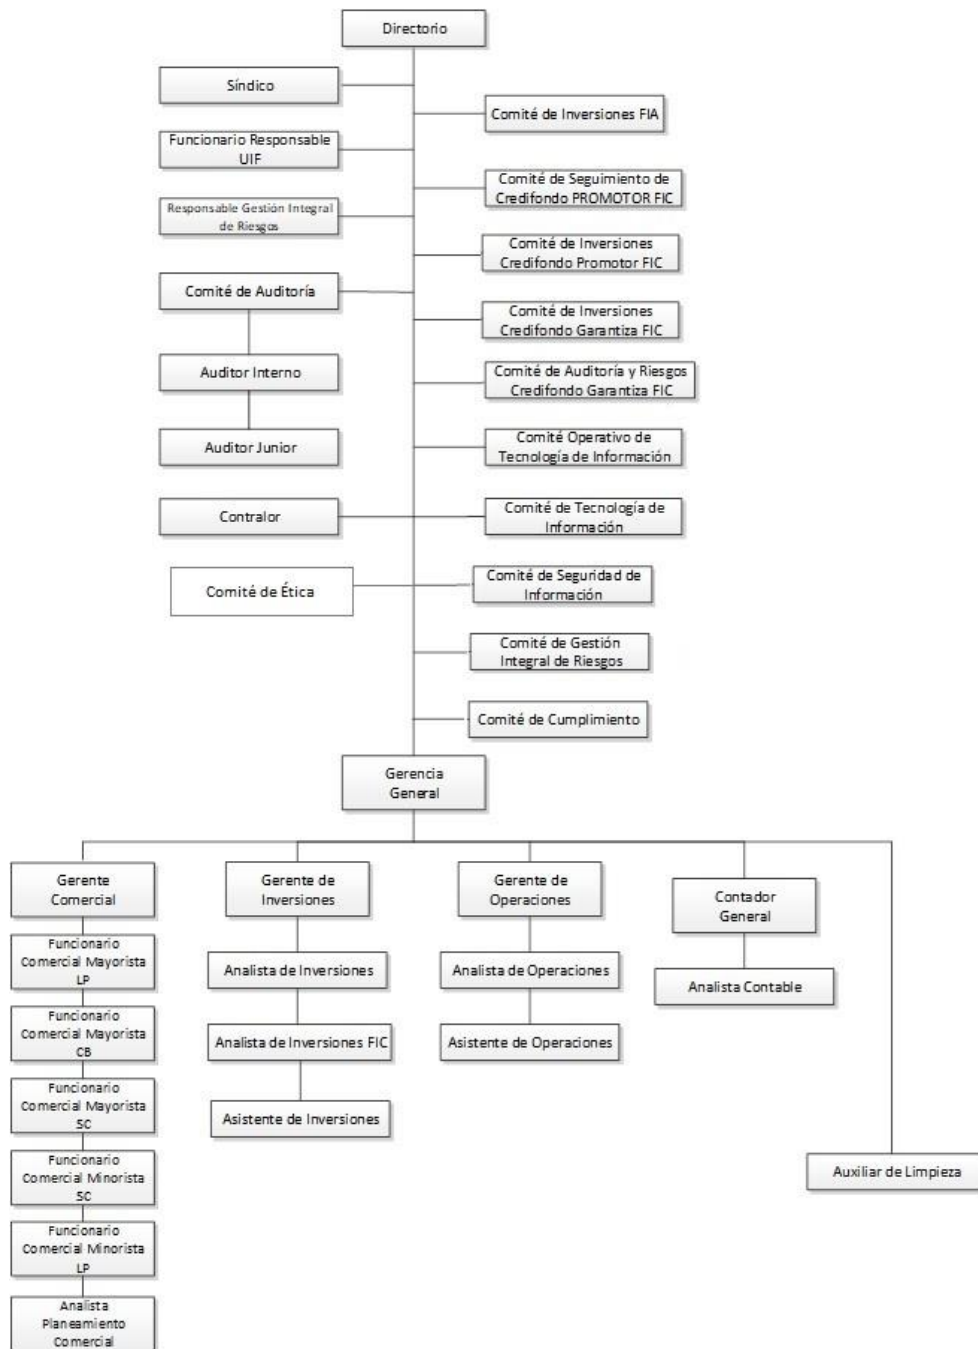 Directorio
Síndico
Comité de Inversiones FIA
Funcionario Responsable
UIF
Comité de Seguimiento de
Credifondo PROMOTOR FIC
Responsable Gestión Integral
de Riesgos
Comité de Inversiones
Credifondo Promotor FIC
Comité de Auditoría
Comité de Inversiones
Credifondo Garantiza FIC
Auditor Interno
Comité de Auditoría y Riesgos
Credifondo Garantiza FIC
Auditor Junior
Comité Operativo de
Tecnología de Información
Contralor
Comité de Tecnología de
Información
Comité de Ética
Comité de Seguridad de
Información
Comité de Gestión
Integral de Riesgos
Comité de Cumplimiento
Gerencia
General
Gerente
Comercial
Funcionario
Comercial Mayorista
LP
Funcionario
Comercial Mayorista
CB
Funcionario
Comercial Mayorista
SC
Funcionario
Comercial Minorista
SC
Funcionario
Comercial Minorista
LP
Analista
Planeamiento
Comercial
Gerente de
Inversiones
Analista de Inversiones
Analista de Inversiones FIC
Asistente de Inversiones
Gerente de
Operaciones
Analista de Operaciones
Asistente de Operaciones
Contador
General
Analista Contable
Auxiliar de Limpieza